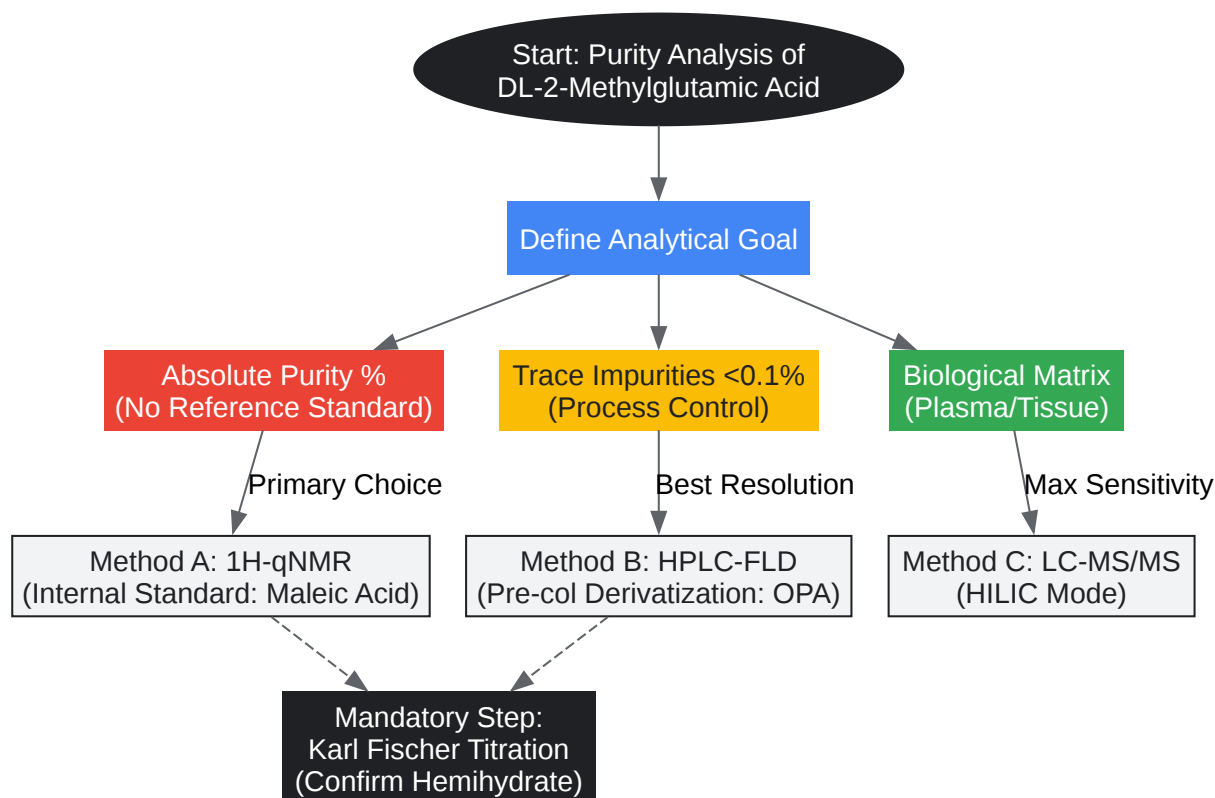 Start: Purity Analysis of
DL-2-Methylglutamic Acid
Define Analytical Goal
Absolute Purity %
(No Reference Standard)
Trace Impurities <0.1%
(Process Control)
Biological Matrix
(Plasma/Tissue)
Primary Choice
Best Resolution
Max Sensitivity
Method A: 1H-qNMR
(Internal Standard: Maleic Acid)
Method B: HPLC-FLD
(Pre-col Derivatization: OPA)
Method C: LC-MS/MS
(HILIC Mode)
Mandatory Step:
Karl Fischer Titration
(Confirm Hemihydrate)